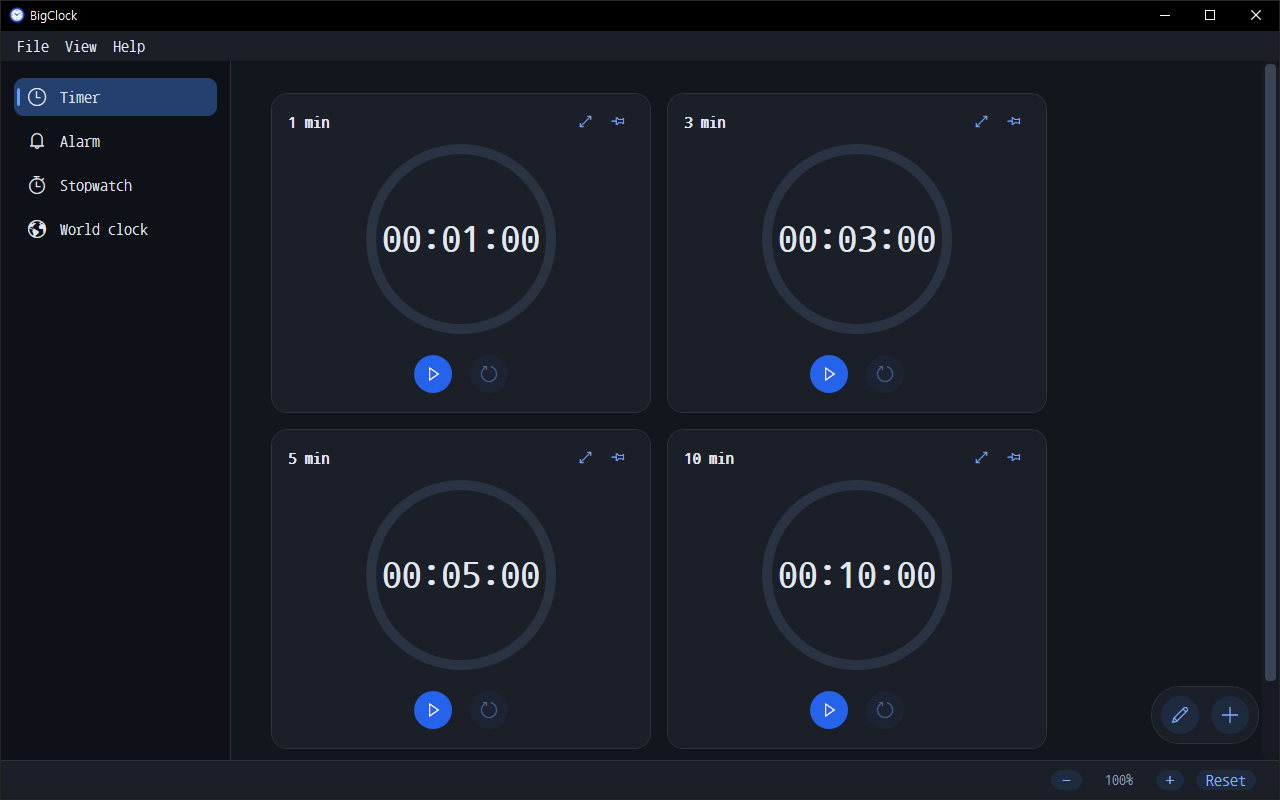 BigClock
File View Help
Timer
Alarm
Stopwatch
World clock
1 min
00:01:00
3 min
00:03:00
5 min
00:05:00
10 min
00:10:00
− 100% + Reset